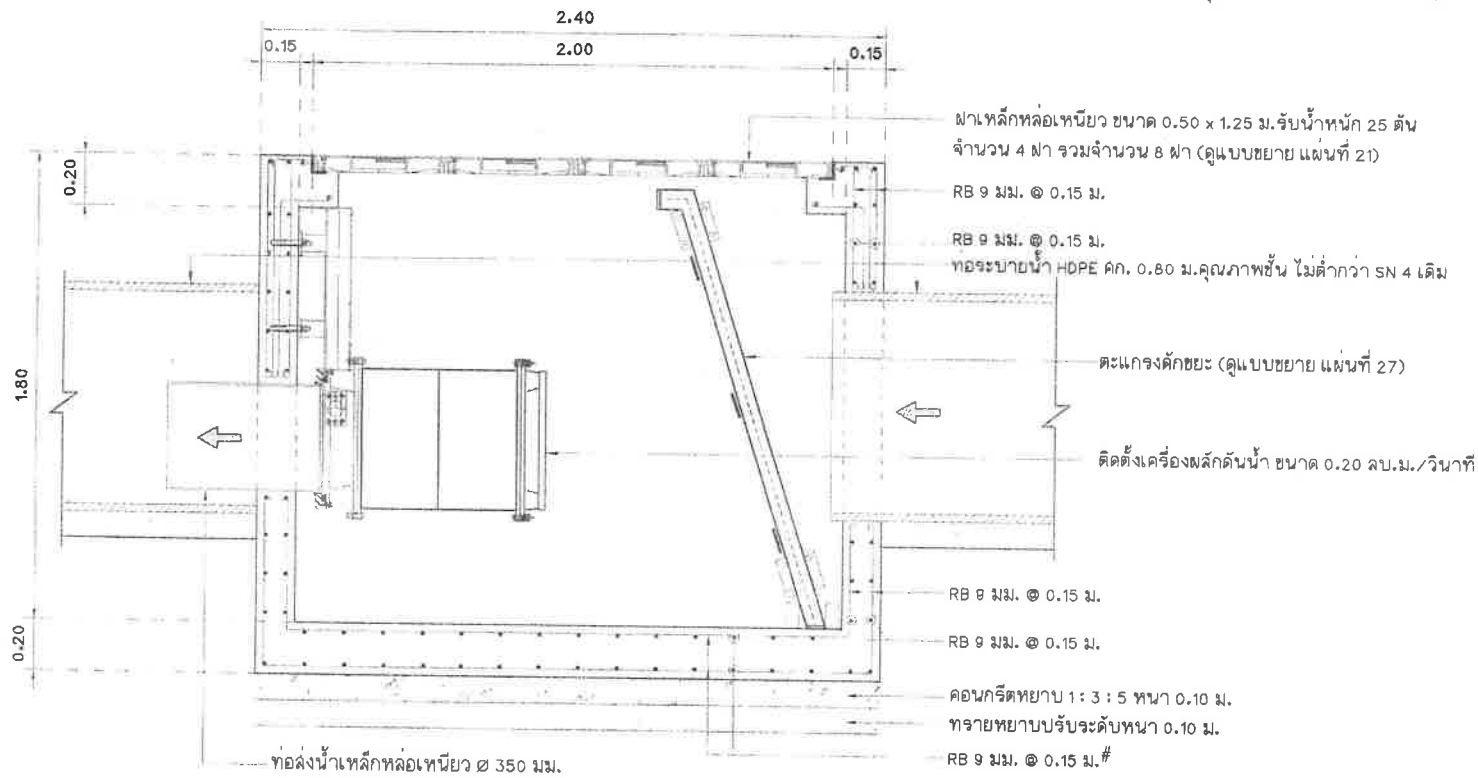 2.40
0.15
2.00
0.15
0.20
1.80
0.20
ฝาเหล็กหล่อเหนียว ขนาด 0.50 x 1.25 ม.รับน้ำหนัก 25 ตัน
จำนวน 4 ฝา รวมจำนวน 8 ฝา (ดูแบบขยาย แผ่นที่ 21)
RB 9 มม. @ 0.15 ม.
RB 9 มม. @ 0.15 ม.
ท่อระบายน้ำ HDPE ศก. 0.80 ม.คุณภาพชั้น ไม่ต่ำกว่า SN 4 เดิม
ตะแกรงดักขยะ (ดูแบบขยาย แผ่นที่ 27)
ติดตั้งเครื่องผลักดันน้ำ ขนาด 0.20 ลบ.ม./วินาที
RB 9 มม. @ 0.15 ม.
RB 9 มม. @ 0.15 ม.
คอนกรีตหยาบ 1 : 3 : 5 หนา 0.10 ม.
ทรายหยาบปรับระดับหนา 0.10 ม.
RB 9 มม. @ 0.15 ม.#
ท่อส่งน้ำเหล็กหล่อเหนียว Ø 350 มม.